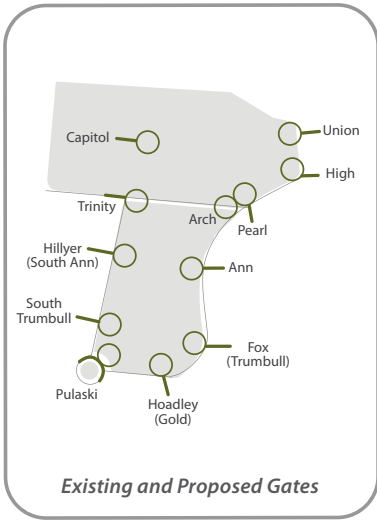 Union
Capitol
High
Trinity
Arch
Pearl
Hillyer
(South Ann)
Ann
South
Trumbull
Fox
(Trumbull)
Pulaski
Hoadley
(Gold)
Existing and Proposed Gates